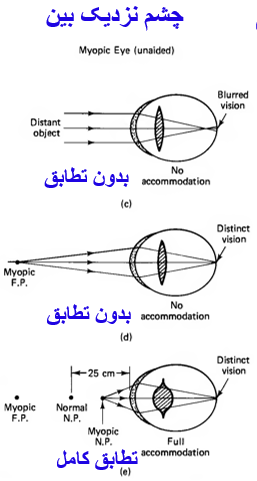 چشم نزدیک بین
Myopic Eye (unaided)
Blurred
vision
Distant
object
بدون تطابق
No
accommodation
(c)
Distinct
vision
Myopic
F.P.
بدون تطابق
No
accommodation
(d)
Distinct
vision
25 cm
Myopic
F.P.
Normal
N.P.
Myopic
N.P.
Full
accommodation
تطابق کامل
(e)